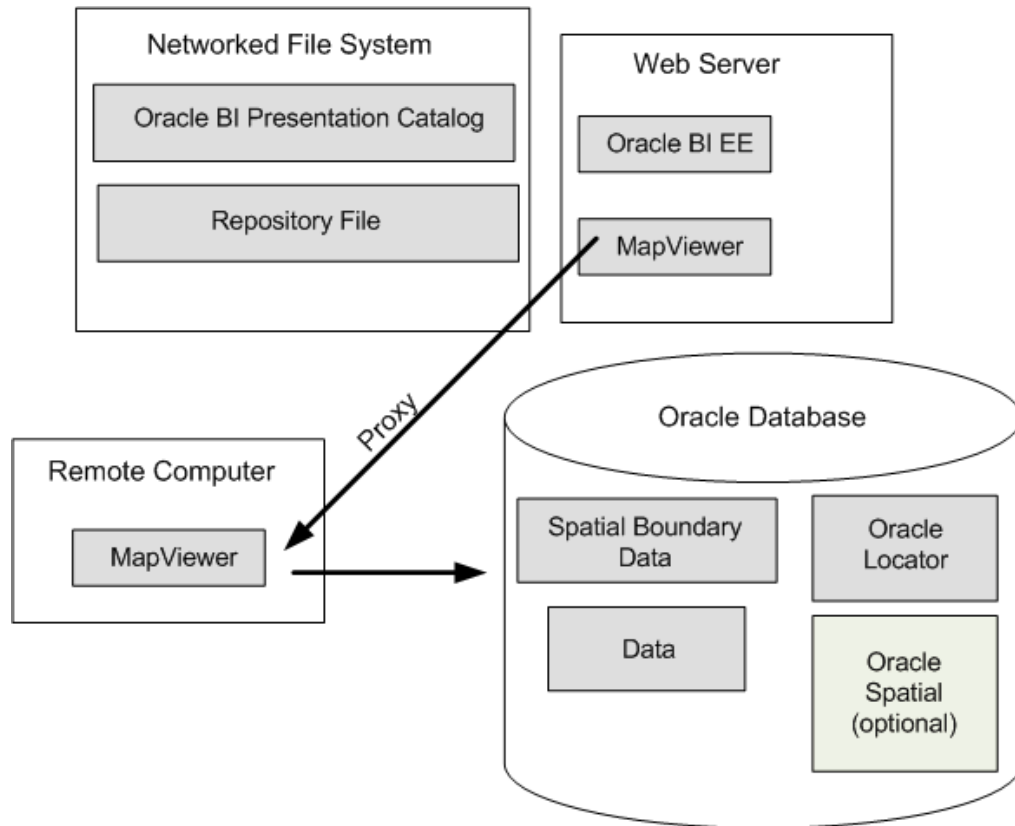 Networked File System
Oracle BI Presentation Catalog
Repository File
Web Server
Oracle BI EE
MapViewer
Proxy
Remote Computer
MapViewer
Oracle Database
Spatial Boundary
Data
Oracle
Locator
Data
Oracle
Spatial
(optional)